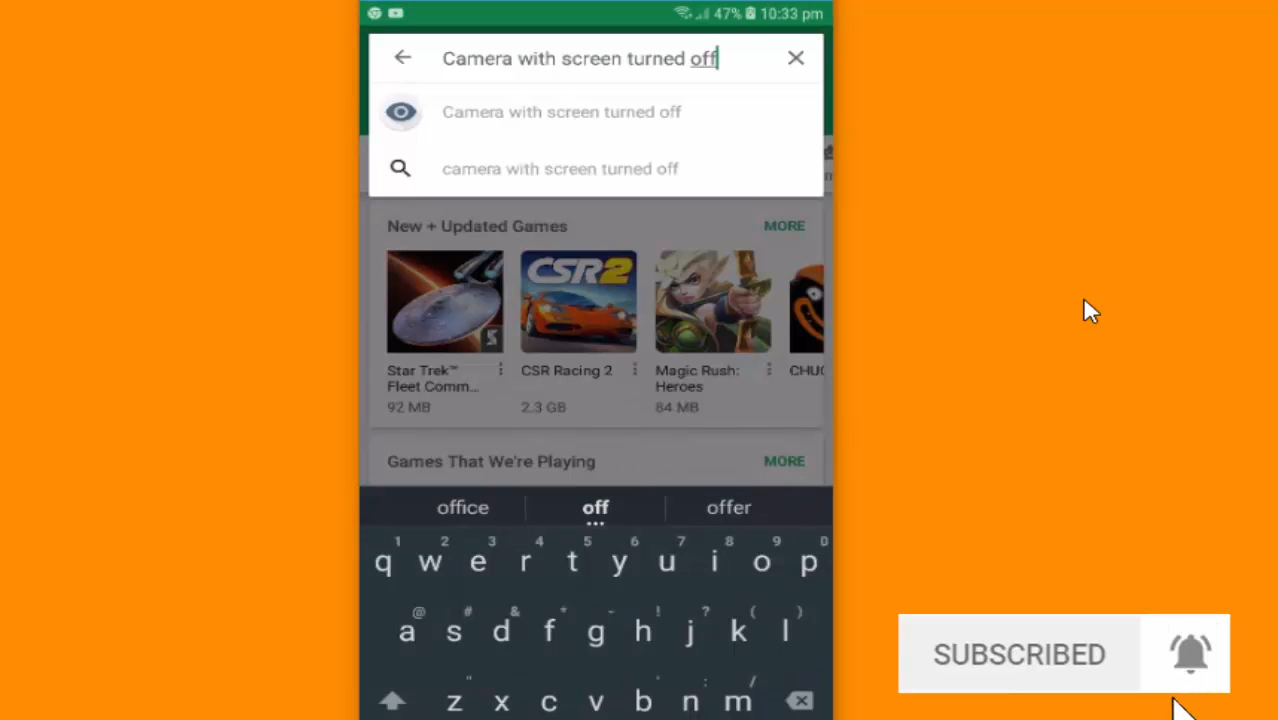 47% 10:33 pm
Camera with screen turned off
Camera with screen turned off
camera with screen turned off
New + Updated Games MORE
CSR2
Star Trek™ Fleet Comm...
92 MB
CSR Racing 2
2.3 GB
Magic Rush: Heroes
84 MB
CHUC
Games That We're Playing MORE
office off offer
1 2 3 4 5 6 7 8 9 0
q w e r t y u i o p
@ # & * - ! ? ( )
a s d f g h j k l
" ' : ; /
z x c v b n m
SUBSCRIBED